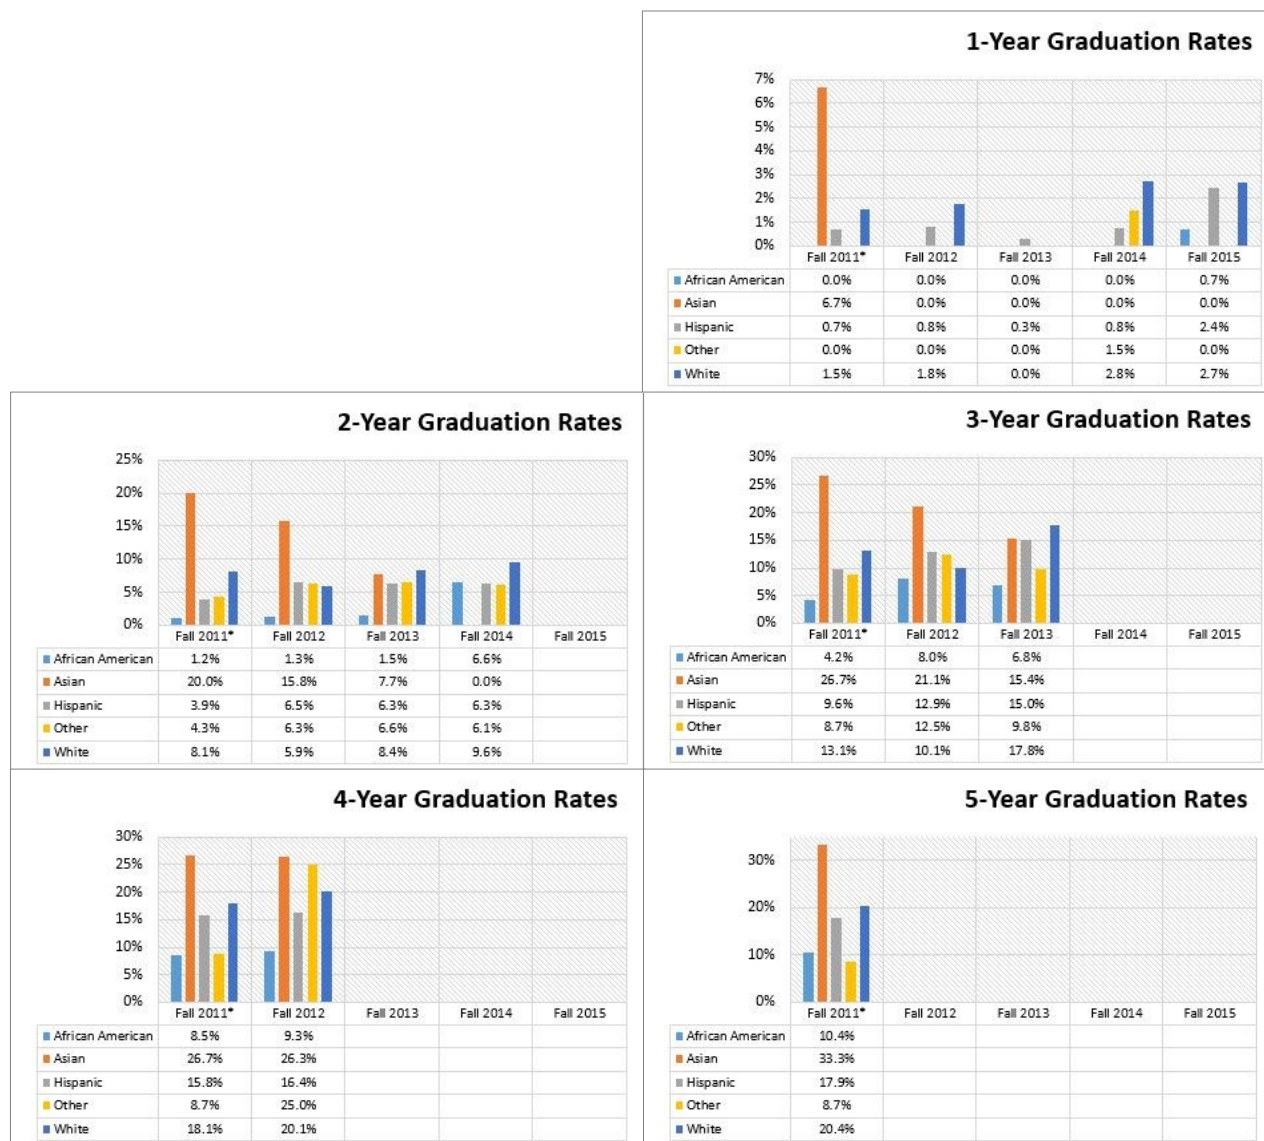 1-Year Graduation Rates
7%
6%
5%
4%
3%
2%
1%
0%
Fall 2011* Fall 2012 Fall 2013 Fall 2014 Fall 2015
African American 0.0% 0.0% 0.0% 0.0% 0.7%
Asian 6.7% 0.0% 0.0% 0.0% 0.0%
Hispanic 0.7% 0.8% 0.3% 0.8% 2.4%
Other 0.0% 0.0% 0.0% 1.5% 0.0%
White 1.5% 1.8% 0.0% 2.8% 2.7%
2-Year Graduation Rates
25%
20%
15%
10%
5%
0%
Fall 2011* Fall 2012 Fall 2013 Fall 2014 Fall 2015
African American 1.2% 1.3% 1.5% 6.6%
Asian 20.0% 15.8% 7.7% 0.0%
Hispanic 3.9% 6.5% 6.3% 6.3%
Other 4.3% 6.3% 6.6% 6.1%
White 8.1% 5.9% 8.4% 9.6%
3-Year Graduation Rates
30%
25%
20%
15%
10%
5%
0%
Fall 2011* Fall 2012 Fall 2013 Fall 2014 Fall 2015
African American 4.2% 8.0% 6.8%
Asian 26.7% 21.1% 15.4%
Hispanic 9.6% 12.9% 15.0%
Other 8.7% 12.5% 9.8%
White 13.1% 10.1% 17.8%
4-Year Graduation Rates
30%
25%
20%
15%
10%
5%
0%
Fall 2011* Fall 2012 Fall 2013 Fall 2014 Fall 2015
African American 8.5% 9.3%
Asian 26.7% 26.3%
Hispanic 15.8% 16.4%
Other 8.7% 25.0%
White 18.1% 20.1%
5-Year Graduation Rates
30%
20%
10%
0%
Fall 2011* Fall 2012 Fall 2013 Fall 2014 Fall 2015
African American 10.4%
Asian 33.3%
Hispanic 17.9%
Other 8.7%
White 20.4%